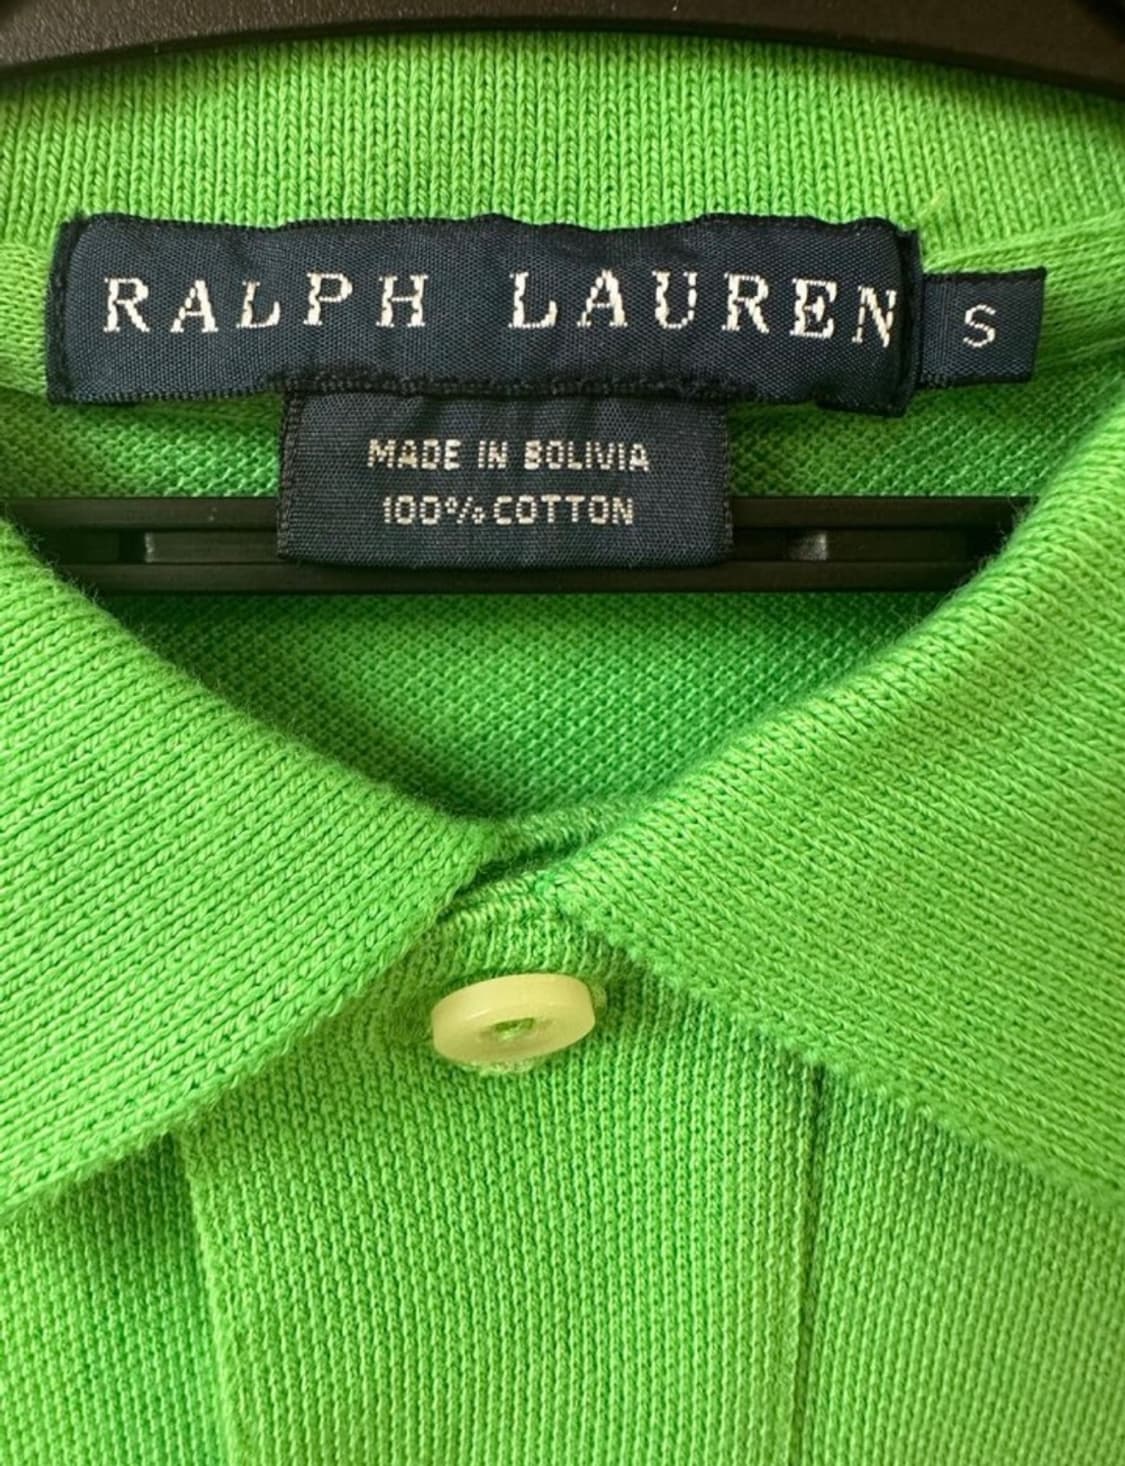 RALPH LAUREN
S
MADE IN BOLIVIA
100% COTTON